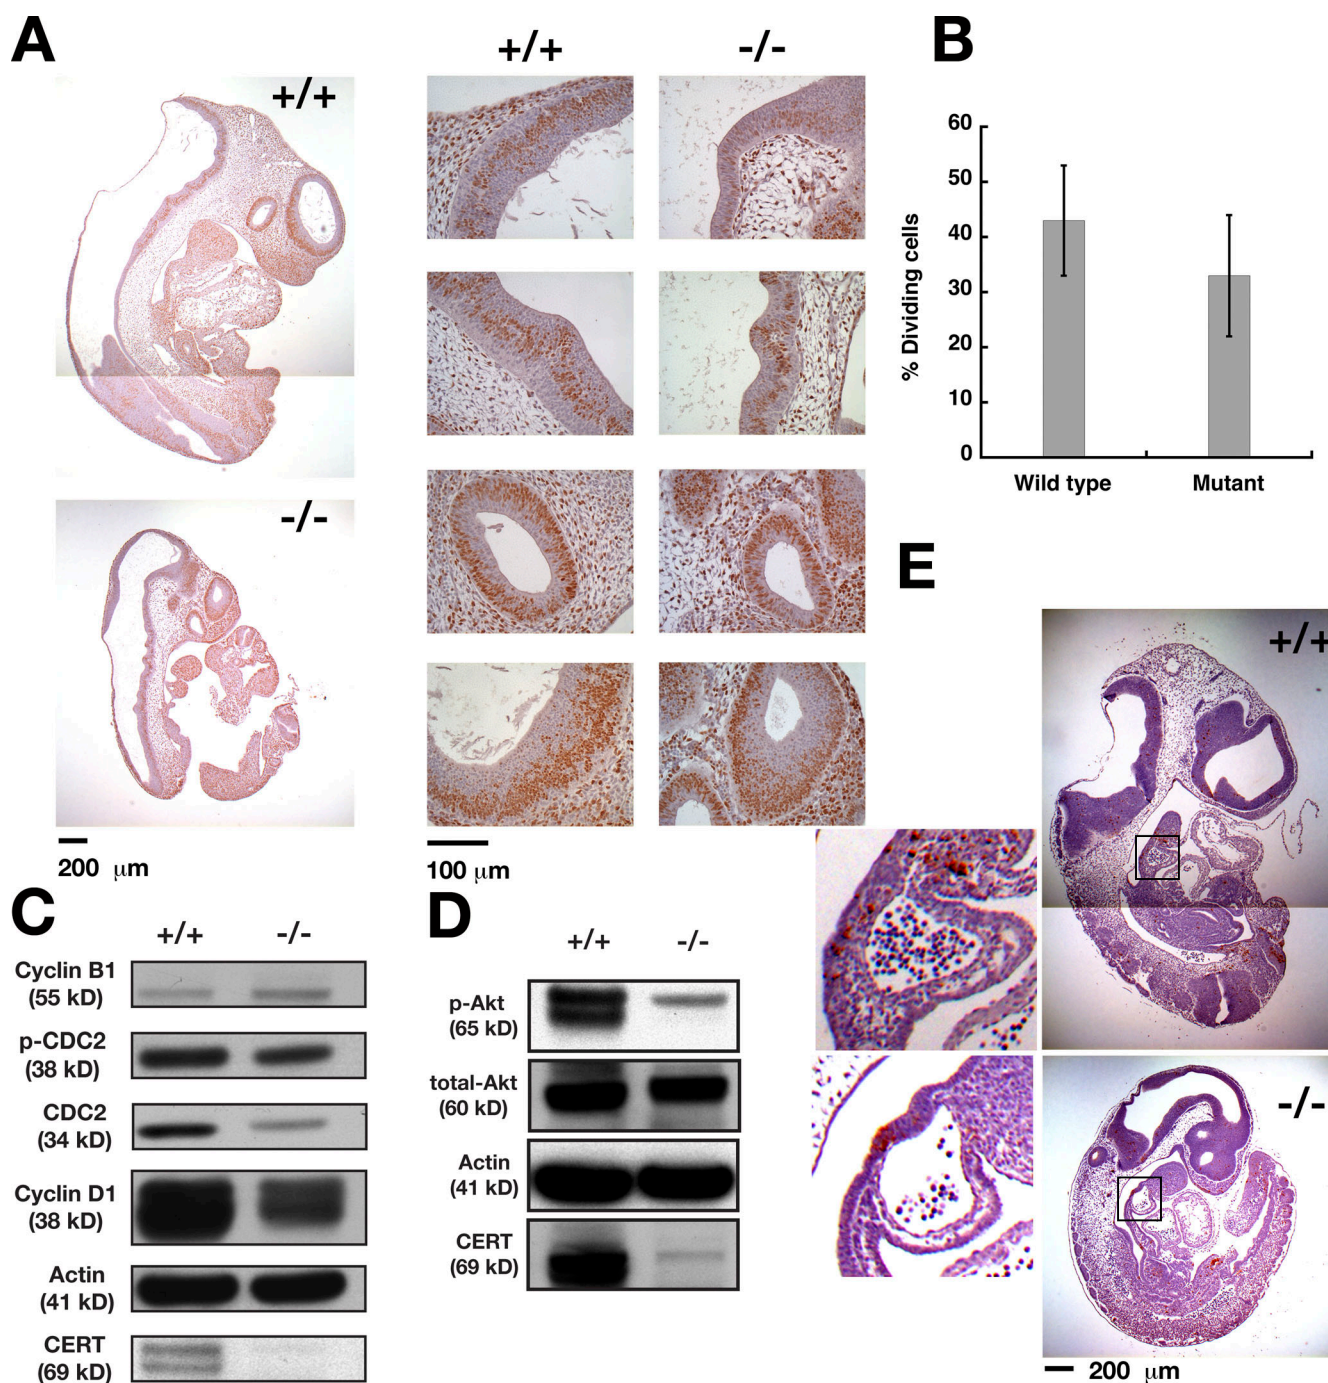 A
+/+
-/-
200 μm
+/+ -/-
100 μm
B
60
50
40
30
20
10
0
% Dividing cells
Wild type Mutant
C
+/+ -/-
Cyclin B1
(55 kD)
p-CDC2
(38 kD)
CDC2
(34 kD)
Cyclin D1
(38 kD)
Actin
(41 kD)
CERT
(69 kD)
D
+/+ -/-
p-Akt
(65 kD)
total-Akt
(60 kD)
Actin
(41 kD)
CERT
(69 kD)
E
+/+
-/-
200 μm